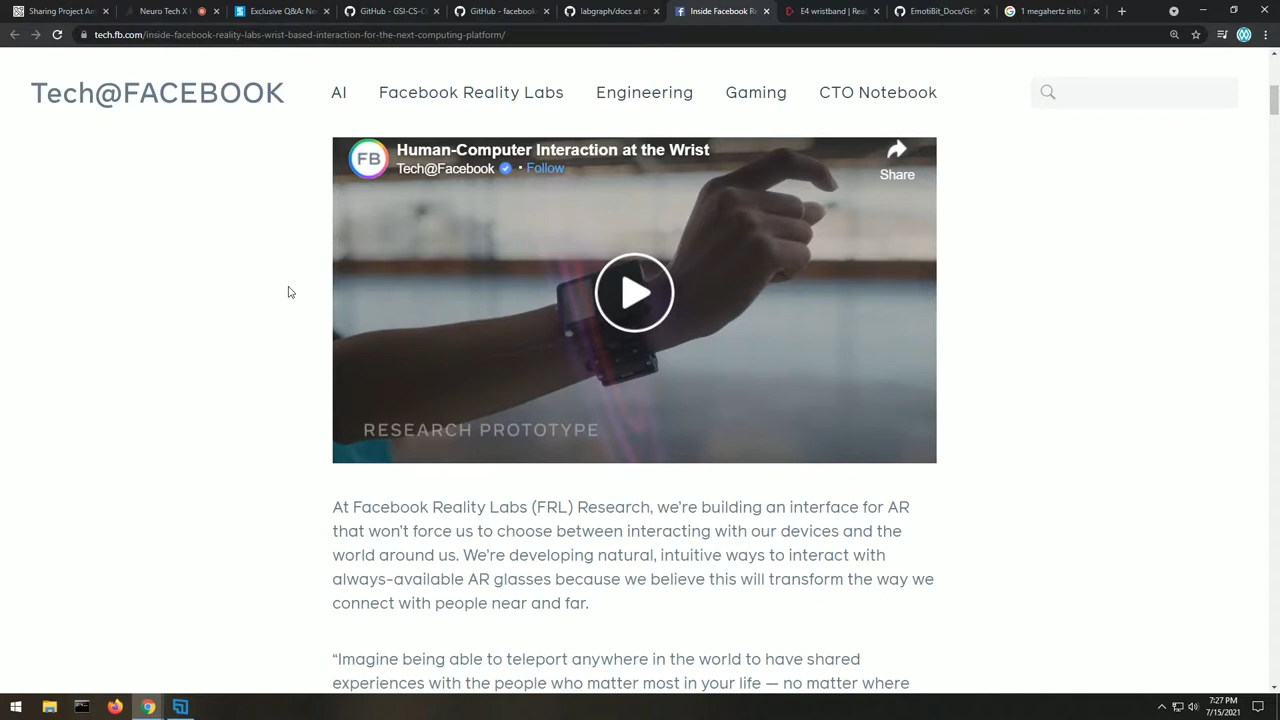 Sharing Project Am
Neuro Tech X
Exclusive Q&A: Ne
GitHub - GSI-CS-C
GitHub - facebook
labgraph/docs at m
Inside Facebook R
E4 wristband | Real
EmotiBit_Docs/Get
1 megahertz into h
tech.fb.com/inside-facebook-reality-labs-wrist-based-interaction-for-the-next-computing-platform/
Tech@FACEBOOK
AI
Facebook Reality Labs
Engineering
Gaming
CTO Notebook
FB
Human-Computer Interaction at the Wrist
Tech@Facebook · Follow
Share
RESEARCH PROTOTYPE
At Facebook Reality Labs (FRL) Research, we're building an interface for AR
that won't force us to choose between interacting with our devices and the
world around us. We're developing natural, intuitive ways to interact with
always-available AR glasses because we believe this will transform the way we
connect with people near and far.
“Imagine being able to teleport anywhere in the world to have shared
experiences with the people who matter most in your life — no matter where
7:27 PM
7/15/2021